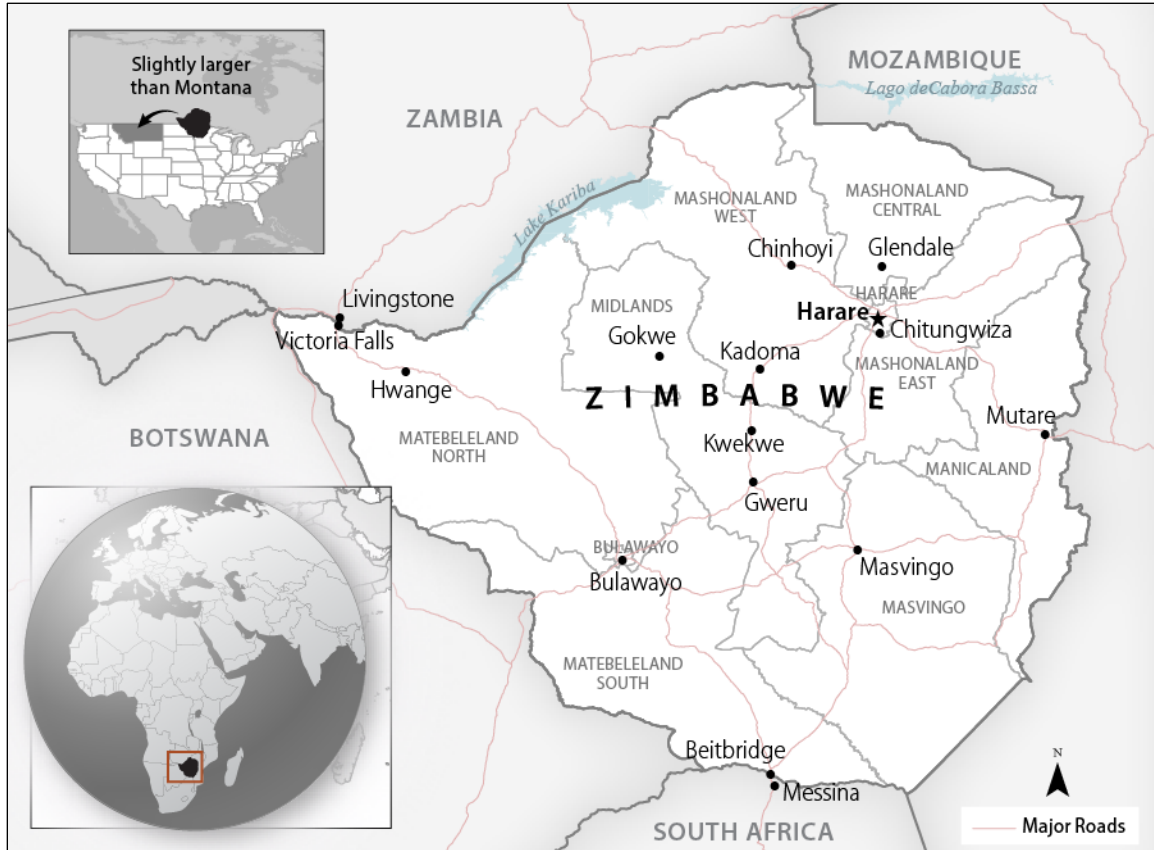 Slightly larger
than Montana
MOZAMBIQUE
Lago deCabora Bassa
ZAMBIA
Lake Kariba
MASHONALAND
WEST
MASHONALAND
CENTRAL
Chinhoyi
Glendale
HARARE
Harare
Chitungwiza
MASHONALAND
EAST
Livingstone
Victoria Falls
Hwange
MIDLANDS
Gokwe
Kadoma
ZIMBABWE
Mutare
BOTSWANA
MATEBELELAND
NORTH
Kwekwe
MANICALAND
Gweru
BULAWAYO
Bulawayo
Masvingo
MASVINGO
MATEBELELAND
SOUTH
Beitbridge
Messina
SOUTH AFRICA
N
Major Roads